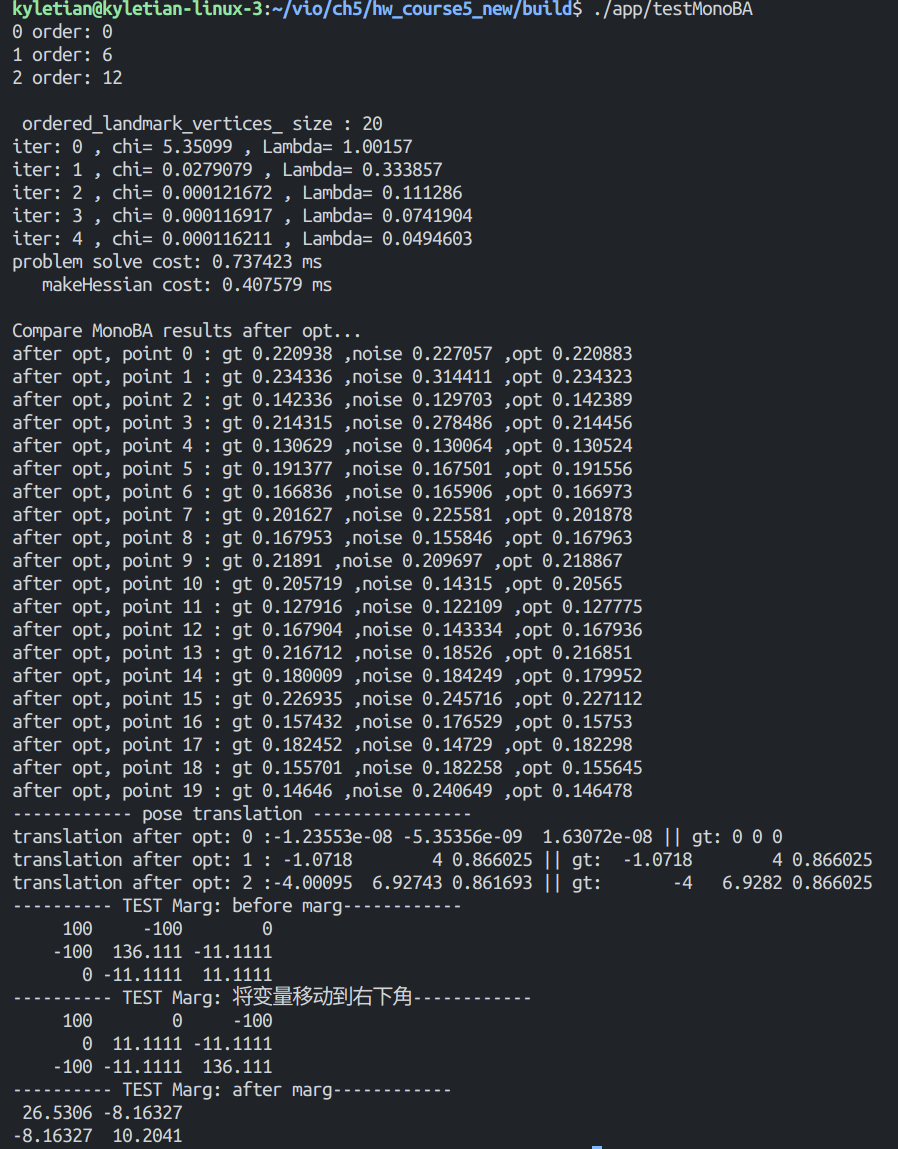 kyletian@kyletian-linux-3:~/vio/ch5/hw_course5_new/build$ ./app/testMonoBA
0 order: 0
1 order: 6
2 order: 12
ordered_landmark_vertices_ size : 20
iter: 0 , chi= 5.35099 , Lambda= 1.00157
iter: 1 , chi= 0.0279079 , Lambda= 0.333857
iter: 2 , chi= 0.000121672 , Lambda= 0.111286
iter: 3 , chi= 0.000116917 , Lambda= 0.0741904
iter: 4 , chi= 0.000116211 , Lambda= 0.0494603
problem solve cost: 0.737423 ms
   makeHessian cost: 0.407579 ms
Compare MonoBA results after opt...
after opt, point 0 : gt 0.220938 ,noise 0.227057 ,opt 0.220883
after opt, point 1 : gt 0.234336 ,noise 0.314411 ,opt 0.234323
after opt, point 2 : gt 0.142336 ,noise 0.129703 ,opt 0.142389
after opt, point 3 : gt 0.214315 ,noise 0.278486 ,opt 0.214456
after opt, point 4 : gt 0.130629 ,noise 0.130064 ,opt 0.130524
after opt, point 5 : gt 0.191377 ,noise 0.167501 ,opt 0.191556
after opt, point 6 : gt 0.166836 ,noise 0.165906 ,opt 0.166973
after opt, point 7 : gt 0.201627 ,noise 0.225581 ,opt 0.201878
after opt, point 8 : gt 0.167953 ,noise 0.155846 ,opt 0.167963
after opt, point 9 : gt 0.21891 ,noise 0.209697 ,opt 0.218867
after opt, point 10 : gt 0.205719 ,noise 0.14315 ,opt 0.20565
after opt, point 11 : gt 0.127916 ,noise 0.122109 ,opt 0.127775
after opt, point 12 : gt 0.167904 ,noise 0.143334 ,opt 0.167936
after opt, point 13 : gt 0.216712 ,noise 0.18526 ,opt 0.216851
after opt, point 14 : gt 0.180009 ,noise 0.184249 ,opt 0.179952
after opt, point 15 : gt 0.226935 ,noise 0.245716 ,opt 0.227112
after opt, point 16 : gt 0.157432 ,noise 0.176529 ,opt 0.15753
after opt, point 17 : gt 0.182452 ,noise 0.14729 ,opt 0.182298
after opt, point 18 : gt 0.155701 ,noise 0.182258 ,opt 0.155645
after opt, point 19 : gt 0.14646 ,noise 0.240649 ,opt 0.146478
------------ pose translation ----------------
translation after opt: 0 :-1.23553e-08 -5.35356e-09  1.63072e-08 || gt: 0 0 0
translation after opt: 1 : -1.0718        4 0.866025 || gt:  -1.0718        4 0.866025
translation after opt: 2 :-4.00095  6.92743 0.861693 || gt:       -4   6.9282 0.866025
---------- TEST Marg: before marg------------
     100     -100        0
    -100  136.111 -11.1111
       0 -11.1111  11.1111
---------- TEST Marg: 将变量移动到右下角------------
     100        0     -100
       0  11.1111 -11.1111
    -100 -11.1111  136.111
---------- TEST Marg: after marg------------
 26.5306 -8.16327
-8.16327  10.2041